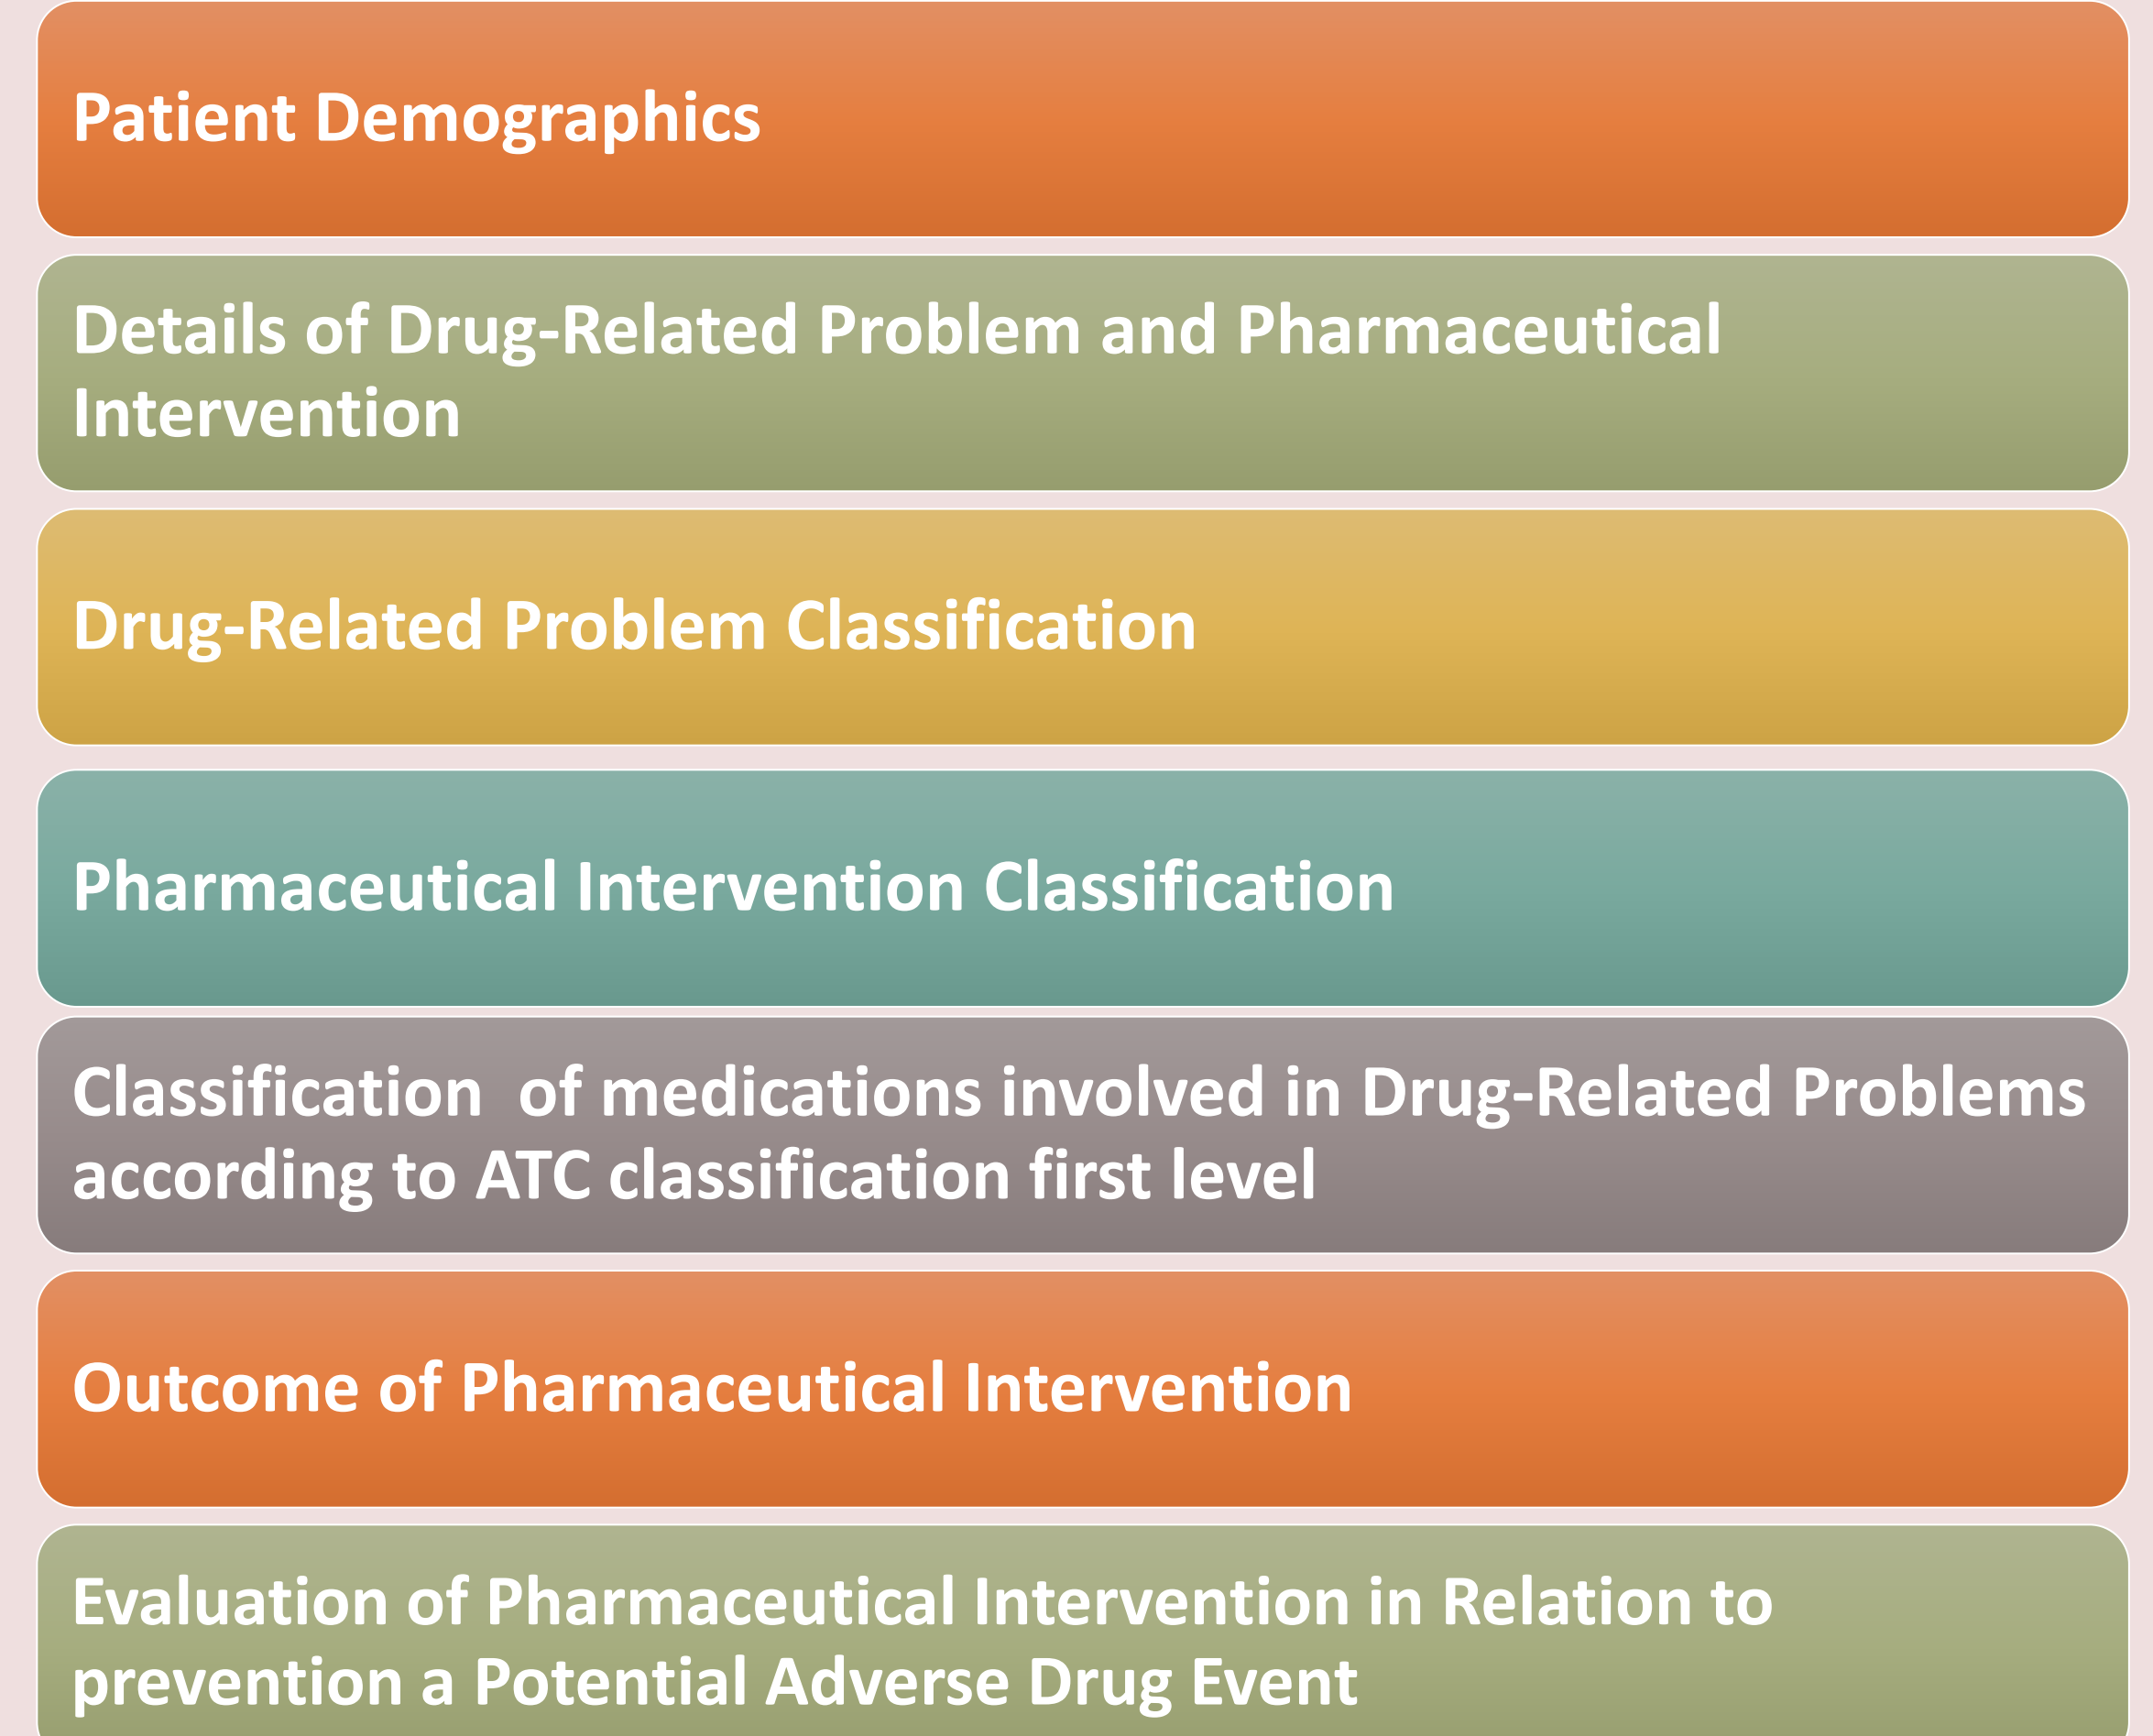 Patient Demographics
Details of Drug-Related Problem and Pharmaceutical
Intervention
Drug-Related Problem Classification
Pharmaceutical Intervention Classification
Classification of medications involved in Drug-Related Problems
according to ATC classification first level
Outcome of Pharmaceutical Intervention
Evaluation of Pharmaceutical Intervention in Relation to
prevention a Potential Adverse Drug Event